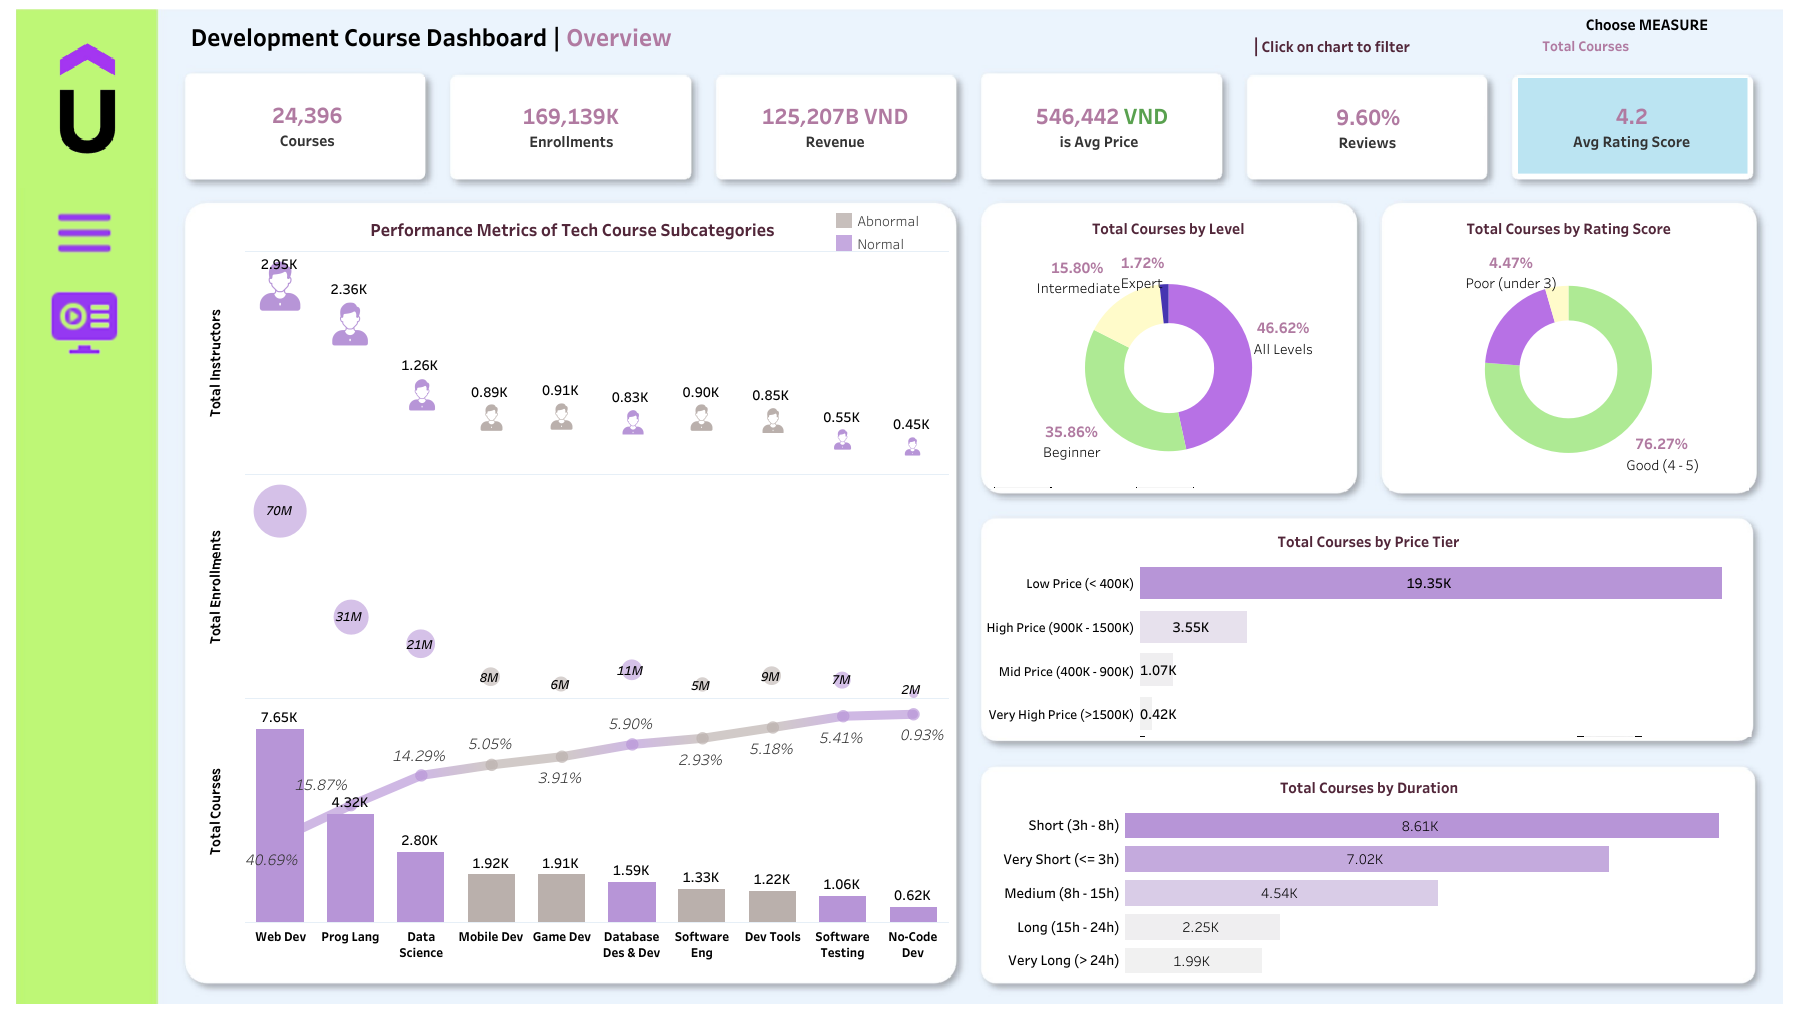 Development Course Dashboard | Overview
| Click on chart to filter
Choose MEASURE
Total Courses
24,396
Courses
169,139K
Enrollments
125,207B VND
Revenue
546,442 VND
is Avg Price
9.60%
Reviews
4.2
Avg Rating Score
Performance Metrics of Tech Course Subcategories
Abnormal
Normal
Total Instructors
2.95K
2.36K
1.26K
0.89K
0.91K
0.83K
0.90K
0.85K
0.55K
0.45K
Total Enrollments
70M
31M
21M
8M
6M
11M
5M
9M
7M
2M
Total Courses
7.65K
4.32K
2.80K
1.92K
1.91K
1.59K
1.33K
1.22K
1.06K
0.62K
40.69%
15.87%
14.29%
5.05%
3.91%
5.90%
2.93%
5.18%
5.41%
0.93%
Web Dev
Prog Lang
Data
Science
Mobile Dev
Game Dev
Database
Des & Dev
Software
Eng
Dev Tools
Software
Testing
No-Code
Dev
Total Courses by Level
15.80%
Intermediate
1.72%
Expert
46.62%
All Levels
35.86%
Beginner
Total Courses by Rating Score
4.47%
Poor (under 3)
76.27%
Good (4 - 5)
Total Courses by Price Tier
Low Price (< 400K)
19.35K
High Price (900K - 1500K)
3.55K
Mid Price (400K - 900K)
1.07K
Very High Price (>1500K)
0.42K
Total Courses by Duration
Short (3h - 8h)
8.61K
Very Short (<= 3h)
7.02K
Medium (8h - 15h)
4.54K
Long (15h - 24h)
2.25K
Very Long (> 24h)
1.99K